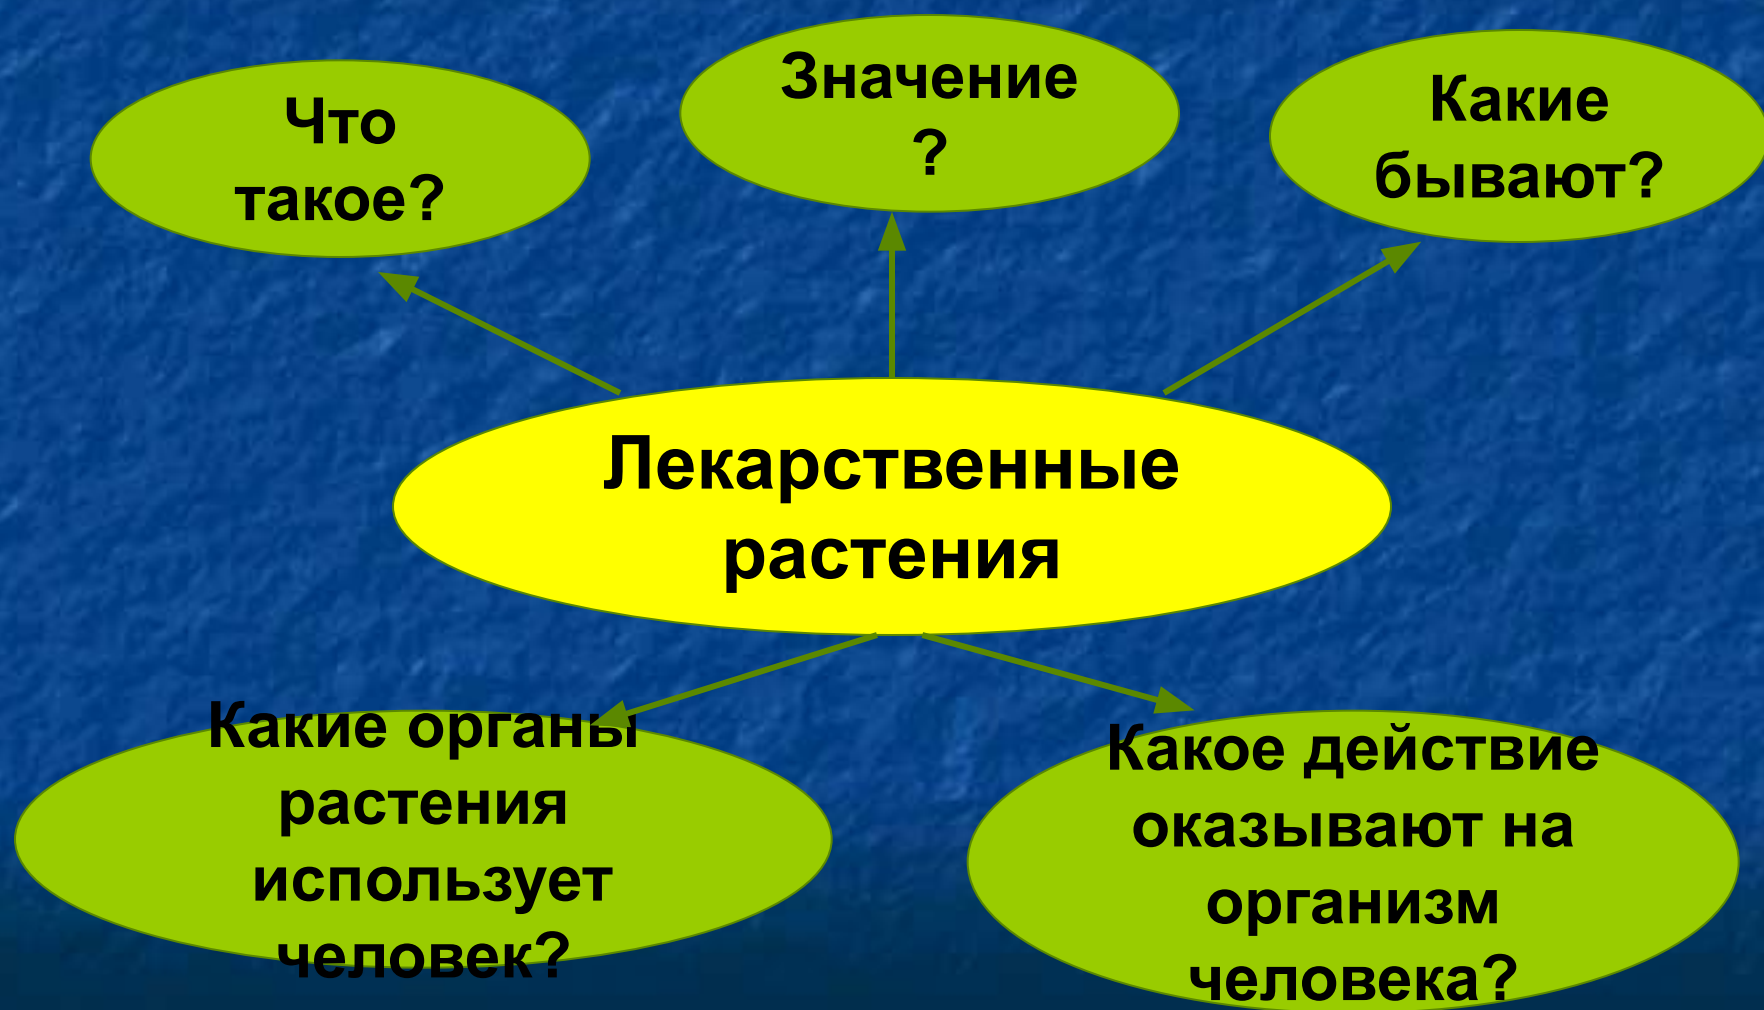 Что
такое?
Значение
?
Какие
бывают?
Лекарственные
растения
Какие органы
растения
использует
человек?
Какое действие
оказывают на
организм
человека?